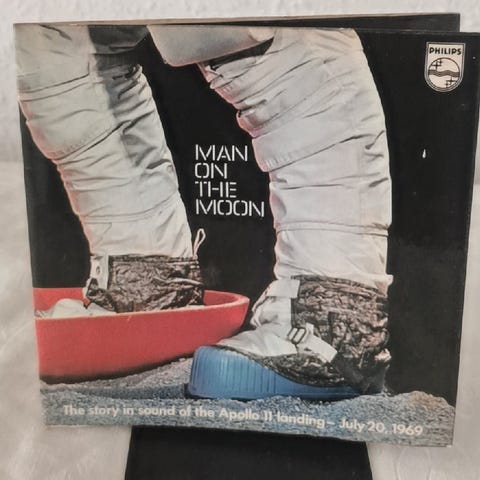 PHILIPS
MAN
ON
THE
MOON
The story in sound of the Apollo 11 landing – July 20, 1969